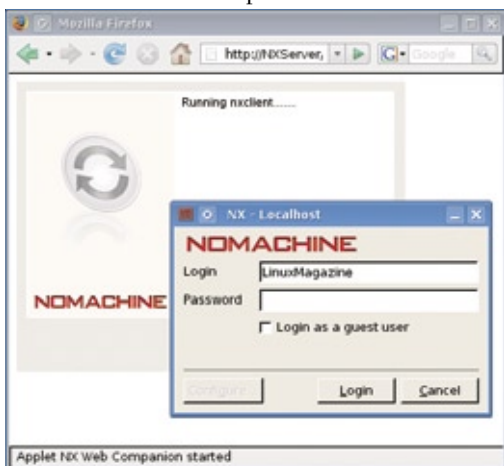 Mozilla Firefox
http://NXServer,
G Google
Running nxclient.......
NOMACHINE
NX - Localhost
NOMACHINE
Login LinuxMagazine
Password
Login as a guest user
Configure...
Login Cancel
Applet NX Web Companion started